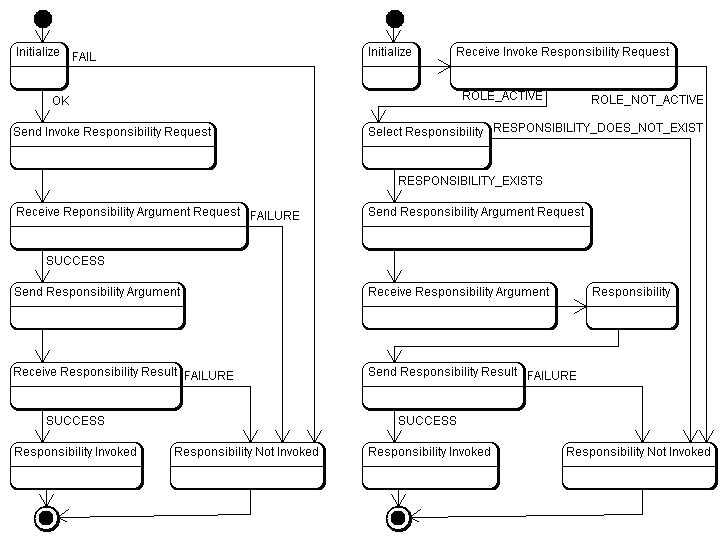 Initialize
FAIL
OK
Send Invoke Responsibility Request
Receive Reponsibility Argument Request
FAILURE
SUCCESS
Send Responsibility Argument
Receive Responsibility Result
FAILURE
SUCCESS
Responsibility Invoked
Responsibility Not Invoked
Initialize
Receive Invoke Responsibility Request
ROLE_ACTIVE
ROLE_NOT_ACTIVE
Select Responsibility
RESPONSIBILITY_DOES_NOT_EXIST
RESPONSIBILITY_EXISTS
Send Responsibility Argument Request
Receive Responsibility Argument
Responsibility
Send Responsibility Result
FAILURE
SUCCESS
Responsibility Invoked
Responsibility Not Invoked